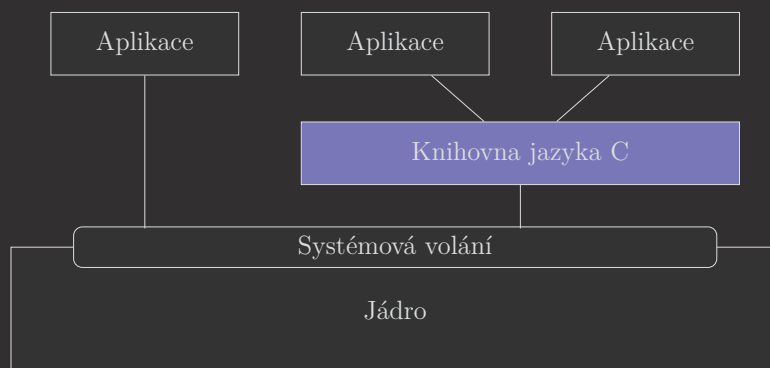 Aplikace
Aplikace
Aplikace
Knihovna jazyka C
Systémová volání
Jádro